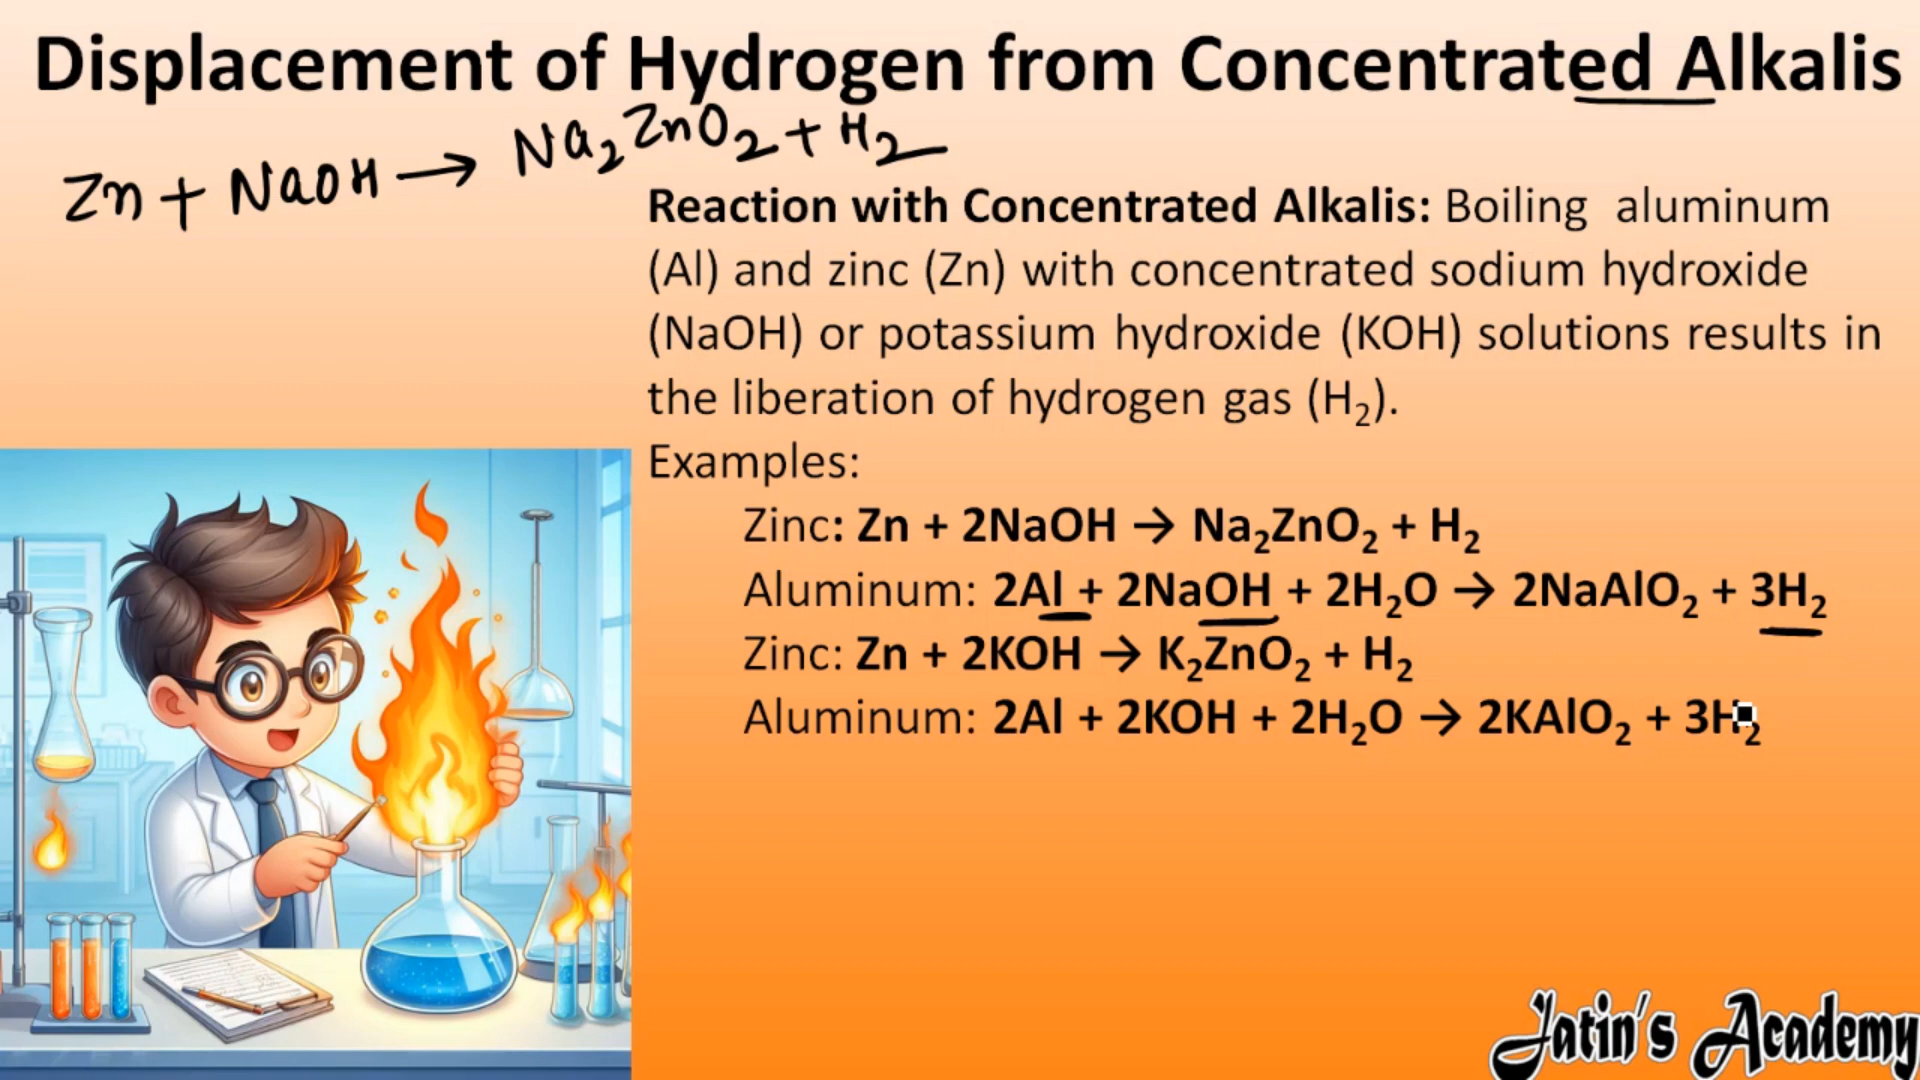 Displacement of Hydrogen from Concentrated Alkalis
Zn + NaOH → Na₂ZnO₂ + H₂
Reaction with Concentrated Alkalis: Boiling aluminum
(Al) and zinc (Zn) with concentrated sodium hydroxide
(NaOH) or potassium hydroxide (KOH) solutions results in
the liberation of hydrogen gas (H₂).
Examples:
Zinc: Zn + 2NaOH → Na₂ZnO₂ + H₂
Aluminum: 2Al + 2NaOH + 2H₂O → 2NaAlO₂ + 3H₂
Zinc: Zn + 2KOH → K₂ZnO₂ + H₂
Aluminum: 2Al + 2KOH + 2H₂O → 2KAlO₂ + 3H₂
Jatin's Academy